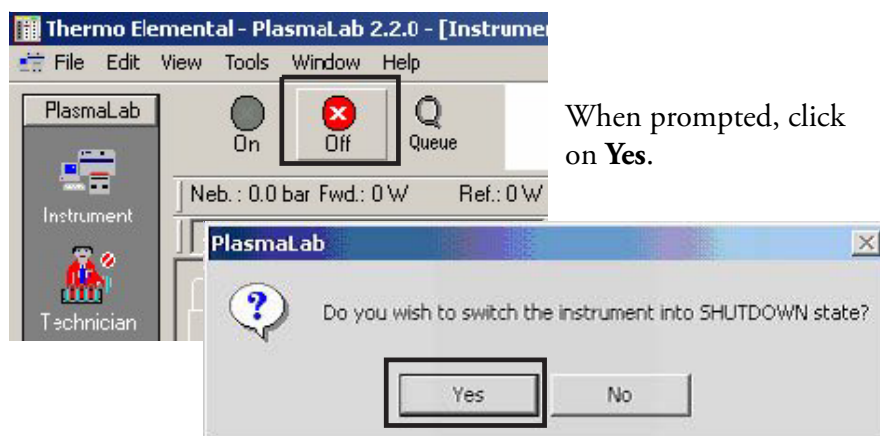 Thermo Elemental - PlasmaLab 2.2.0 - [Instrume
File Edit View Tools Window Help
PlasmaLab
On Off Queue
When prompted, click
on Yes.
Neb. : 0.0 bar Fwd.: 0 W Ref.: 0 W
Instrument
Technician
PlasmaLab
Do you wish to switch the instrument into SHUTDOWN state?
Yes No